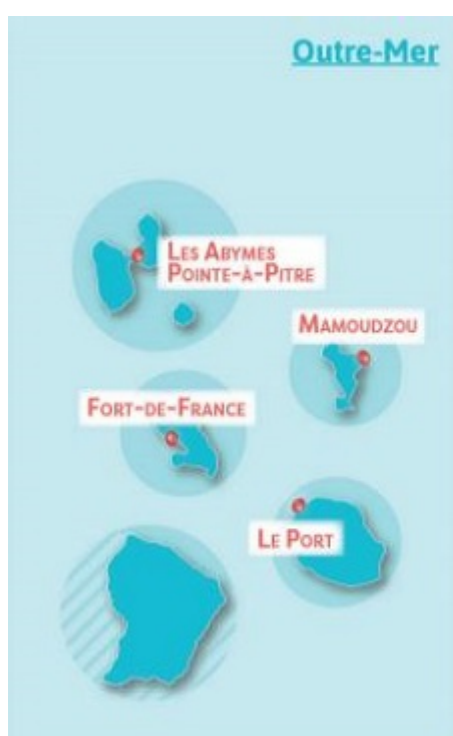 Outre-Mer
Les Abymes
Pointe-à-Pitre
Mamoudzou
Fort-de-France
Le Port